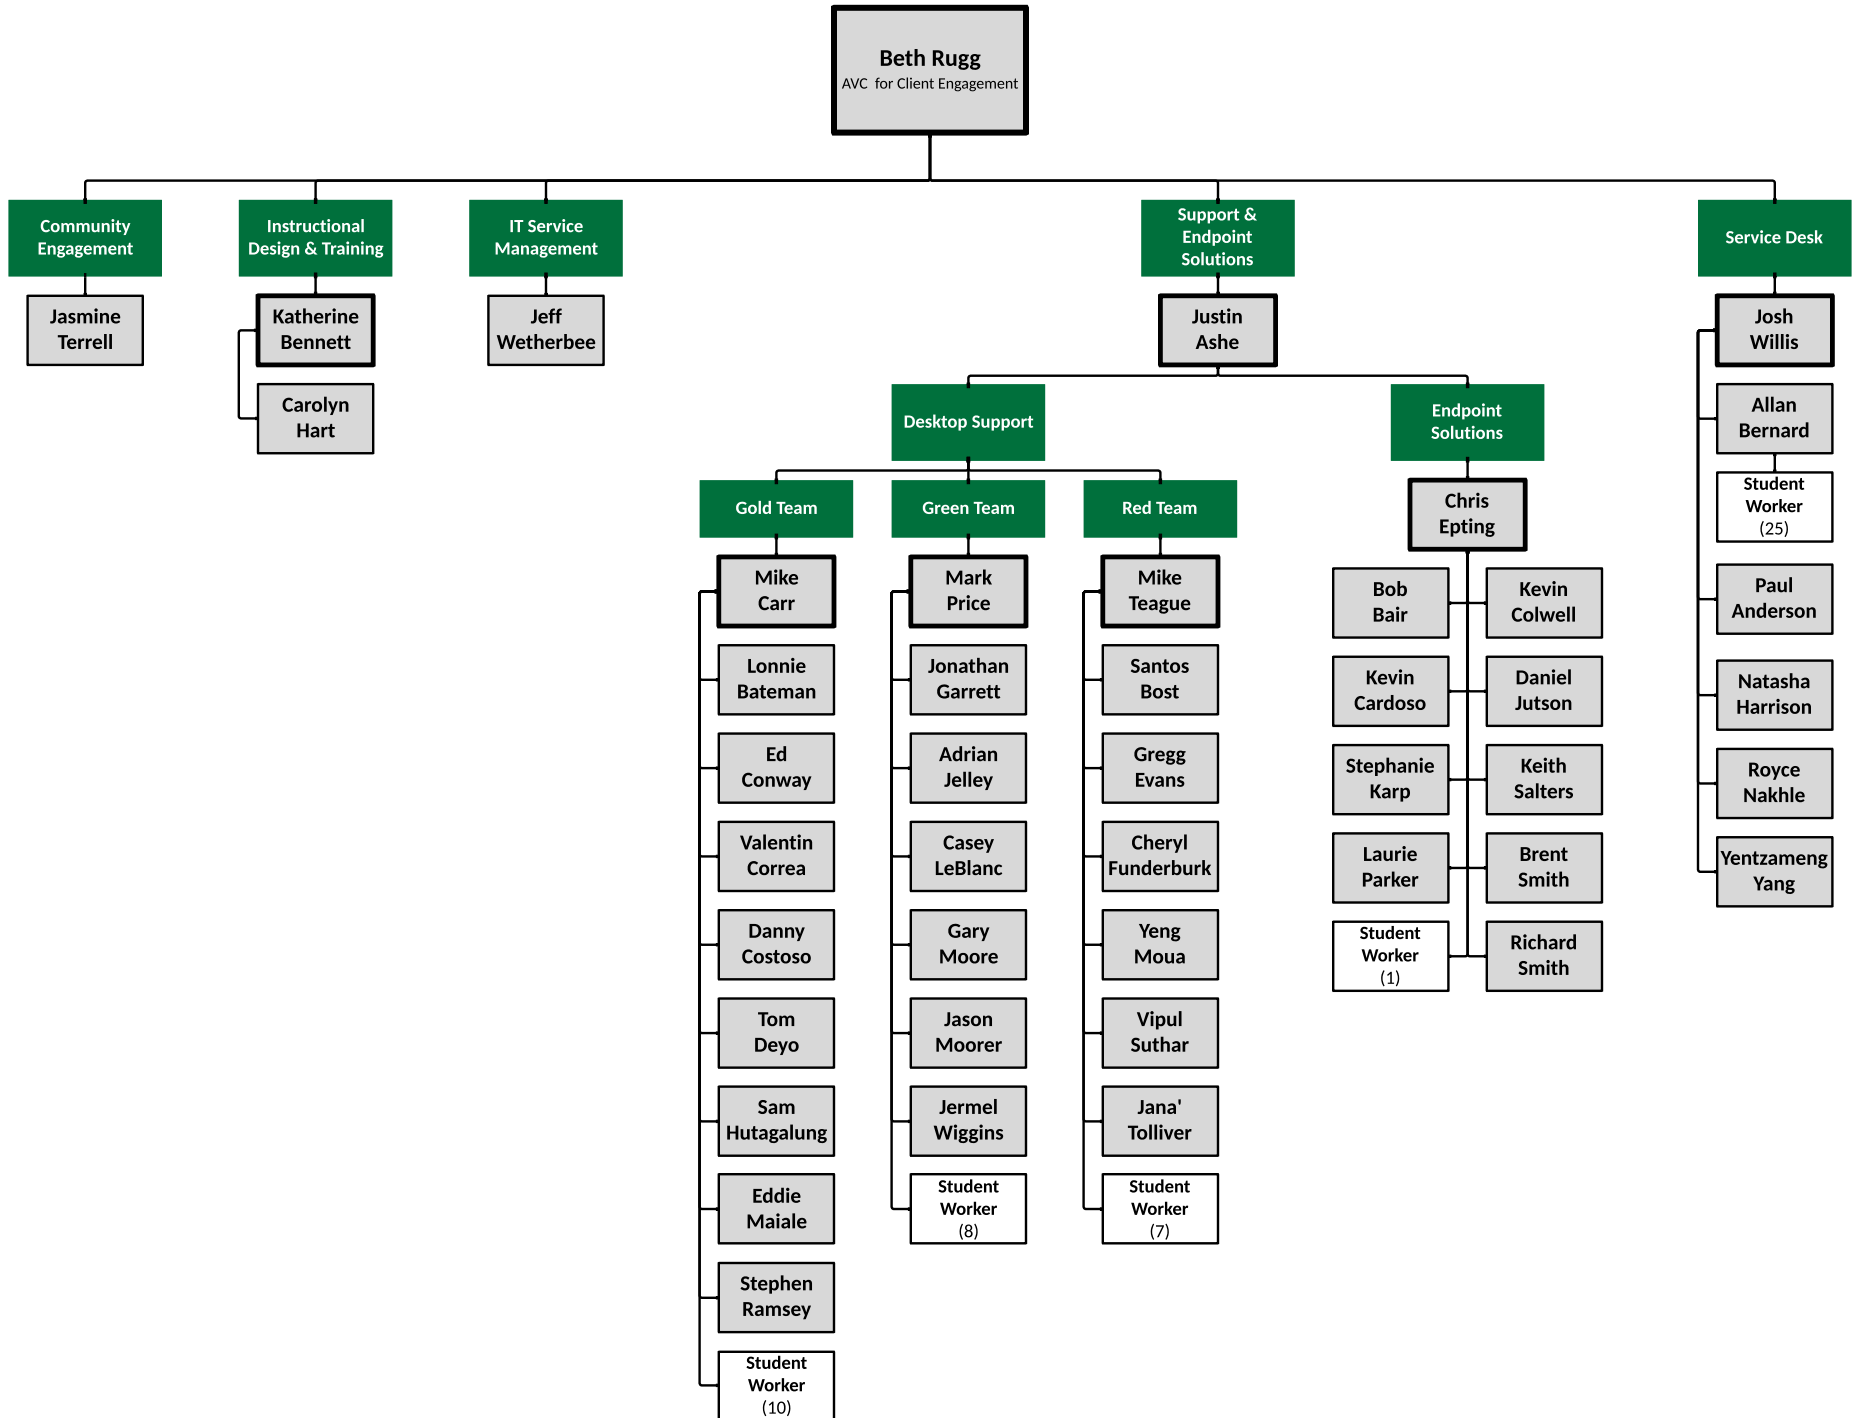 Beth Rugg
AVC for Client Engagement
Community
Engagement
Jasmine
Terrell
Instructional
Design & Training
Katherine
Bennett
Carolyn
Hart
IT Service
Management
Jeff
Wetherbee
Support &
Endpoint
Solutions
Justin
Ashe
Desktop Support
Gold Team
Mike
Carr
Lonnie
Bateman
Ed
Conway
Valentin
Correa
Danny
Costoso
Tom
Deyo
Sam
Hutagalung
Eddie
Maiale
Stephen
Ramsey
Student
Worker
(10)
Green Team
Mark
Price
Jonathan
Garrett
Adrian
Jelley
Casey
LeBlanc
Gary
Moore
Jason
Moorer
Jermel
Wiggins
Student
Worker
(8)
Red Team
Mike
Teague
Santos
Bost
Gregg
Evans
Cheryl
Funderburk
Yeng
Moua
Vipul
Suthar
Jana'
Tolliver
Student
Worker
(7)
Endpoint
Solutions
Chris
Epting
Bob
Bair
Kevin
Colwell
Kevin
Cardoso
Daniel
Jutson
Stephanie
Karp
Keith
Salters
Laurie
Parker
Brent
Smith
Student
Worker
(1)
Richard
Smith
Service Desk
Josh
Willis
Allan
Bernard
Student
Worker
(25)
Paul
Anderson
Natasha
Harrison
Royce
Nakhle
Yentzameng
Yang